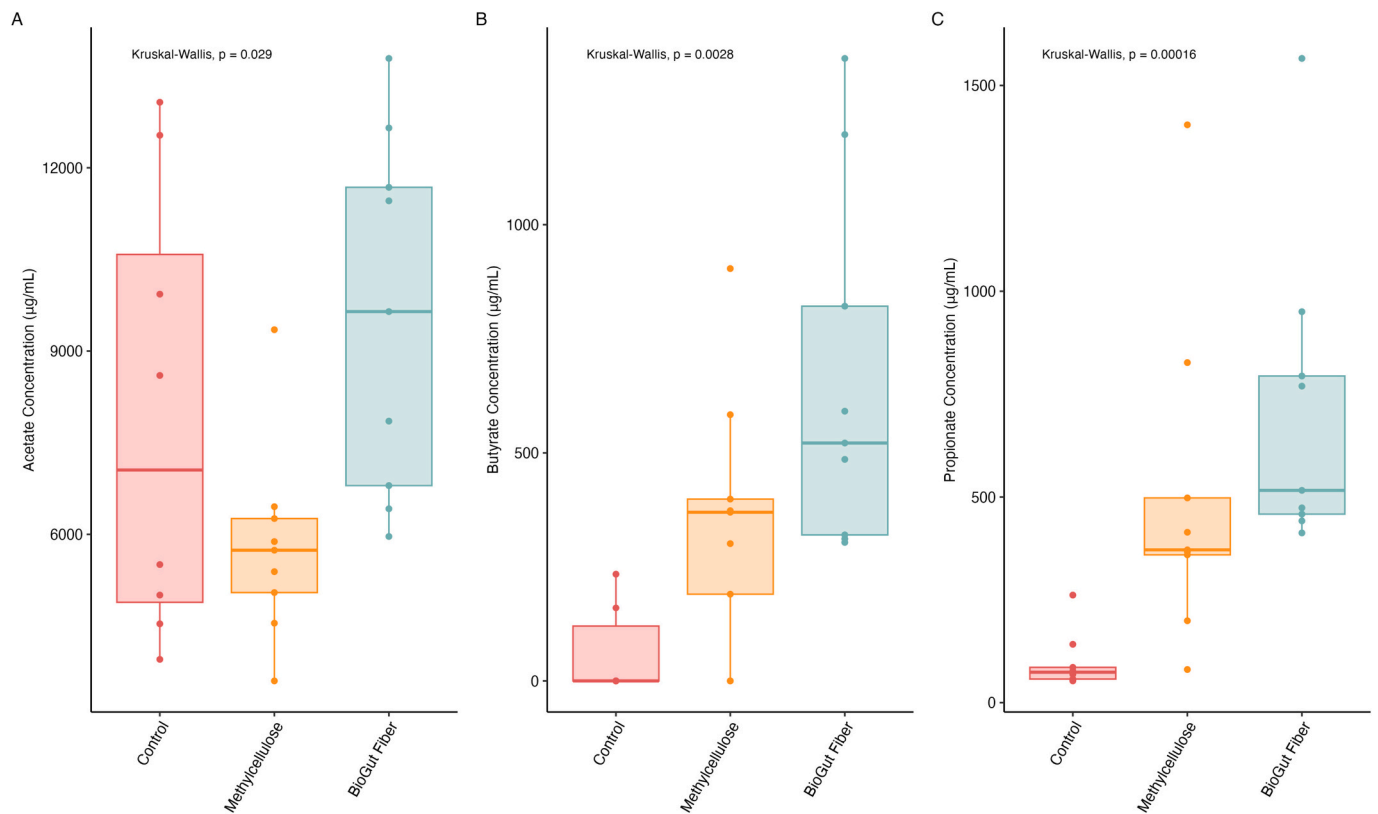 A
Kruskal-Wallis, p = 0.029
Acetate Concentration (µg/mL)
12000
9000
6000
Control
Methylcellulose
BioGut Fiber
B
Kruskal-Wallis, p = 0.0028
Butyrate Concentration (µg/mL)
1000
500
0
Control
Methylcellulose
BioGut Fiber
C
Kruskal-Wallis, p = 0.00016
Propionate Concentration (µg/mL)
1500
1000
500
0
Control
Methylcellulose
BioGut Fiber